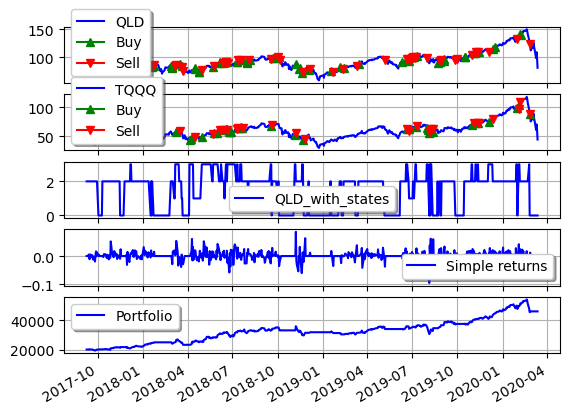 QLD
Buy
Sell
150
100
TQQQ
Buy
Sell
100
50
QLD_with_states
2
0
Simple returns
0.0
−0.1
Portfolio
40000
20000
2017-10
2018-01
2018-04
2018-07
2018-10
2019-01
2019-04
2019-07
2019-10
2020-01
2020-04